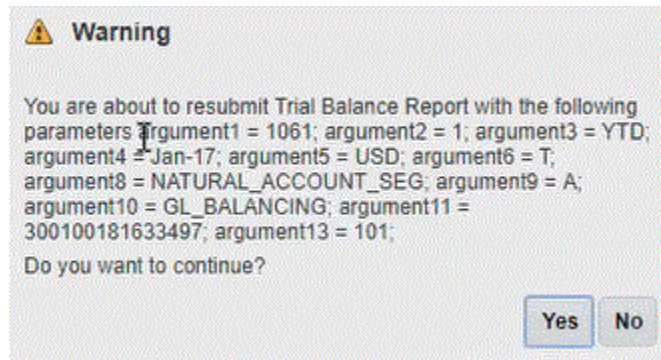 Warning
You are about to resubmit Trial Balance Report with the following
parameters argument1 = 1061; argument2 = 1; argument3 = YTD;
argument4 = Jan-17; argument5 = USD; argument6 = T;
argument8 = NATURAL_ACCOUNT_SEG; argument9 = A;
argument10 = GL_BALANCING; argument11 =
300100181633497; argument13 = 101;
Do you want to continue?
Yes No